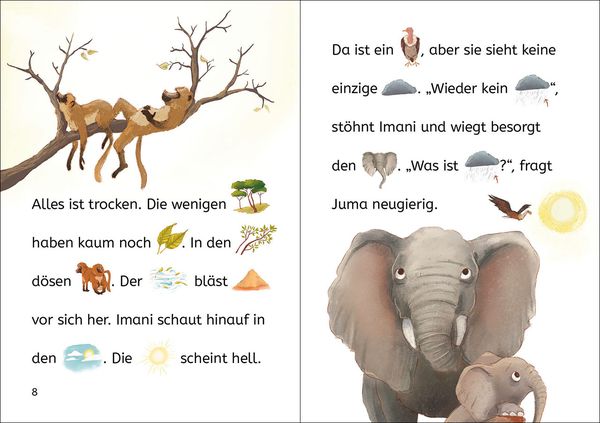 Alles ist trocken. Die wenigen
haben kaum noch . In den
dösen . Der bläst
vor sich her. Imani schaut hinauf in
den . Die scheint hell.
8
Da ist ein , aber sie sieht keine
einzige . „Wieder kein “,
stöhnt Imani und wiegt besorgt
den . „Was ist ?“, fragt
Juma neugierig.